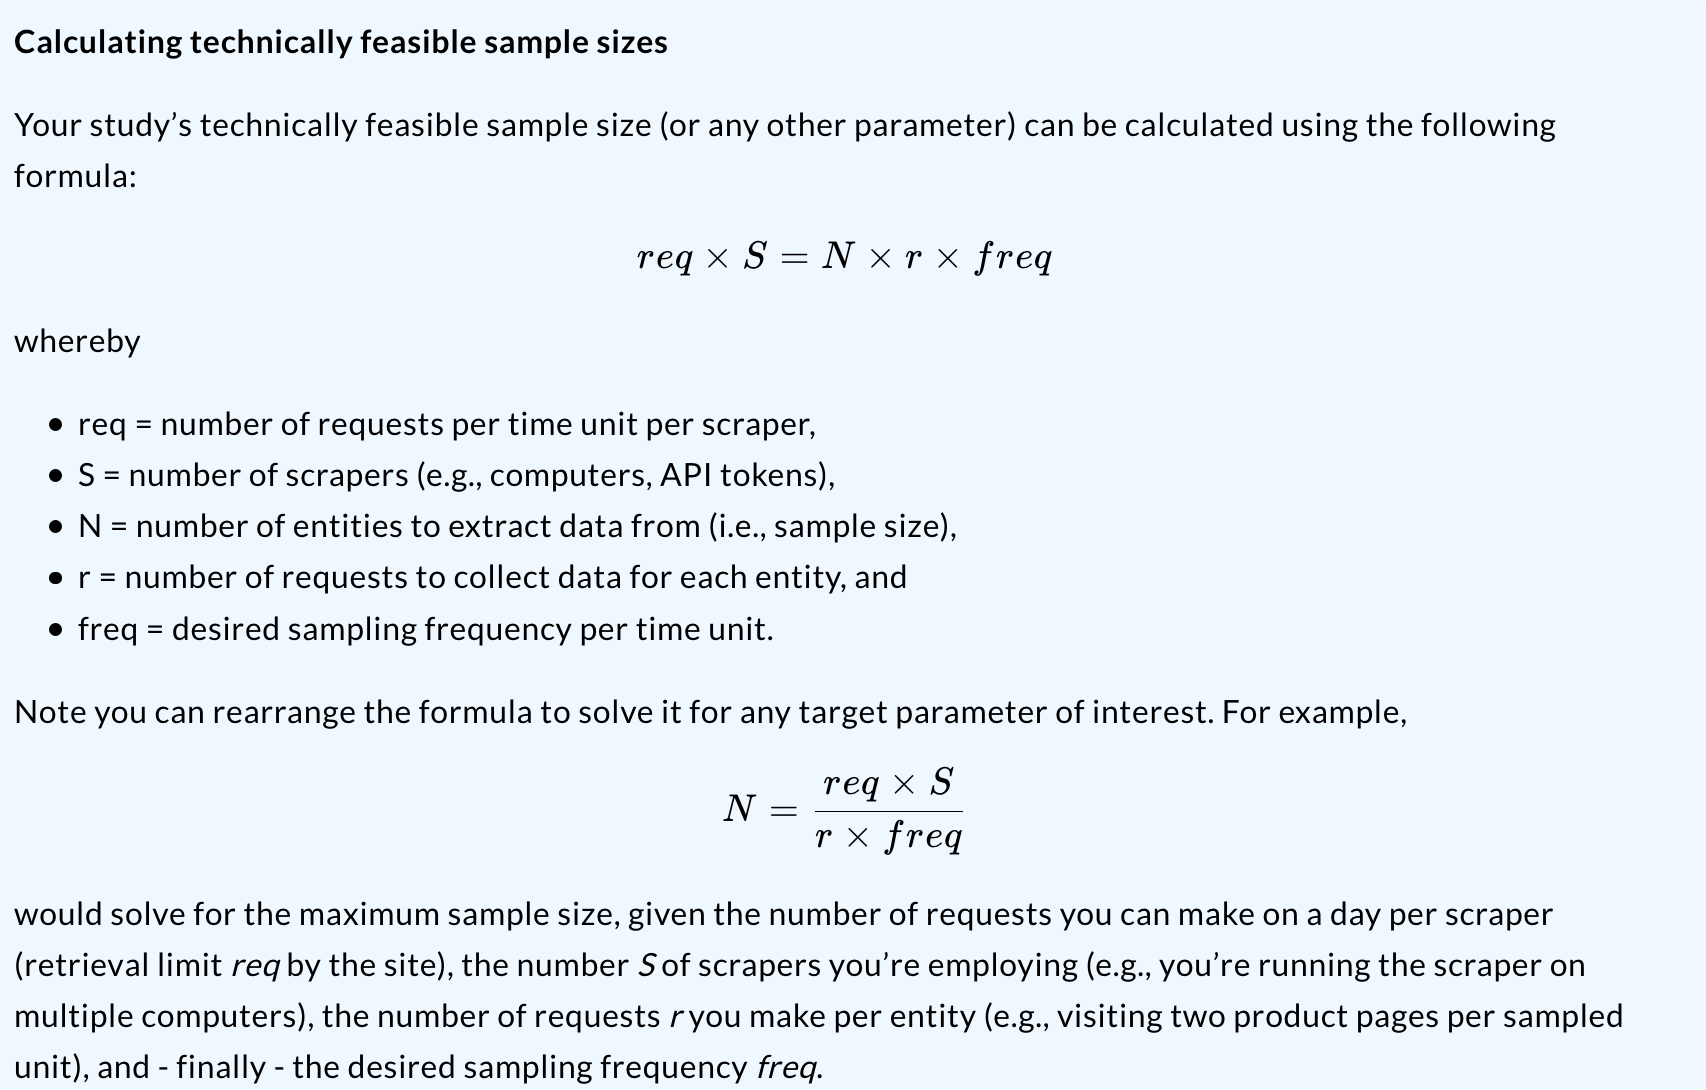 Calculating technically feasible sample sizes
Your study’s technically feasible sample size (or any other parameter) can be calculated using the following
formula:
req × S = N × r × freq
whereby
• req = number of requests per time unit per scraper,
• S = number of scrapers (e.g., computers, API tokens),
• N = number of entities to extract data from (i.e., sample size),
• r = number of requests to collect data for each entity, and
• freq = desired sampling frequency per time unit.
Note you can rearrange the formula to solve it for any target parameter of interest. For example,
N = \frac{req × S}{r × freq}
would solve for the maximum sample size, given the number of requests you can make on a day per scraper
(retrieval limit req by the site), the number S of scrapers you’re employing (e.g., you’re running the scraper on
multiple computers), the number of requests r you make per entity (e.g., visiting two product pages per sampled
unit), and - finally - the desired sampling frequency freq.